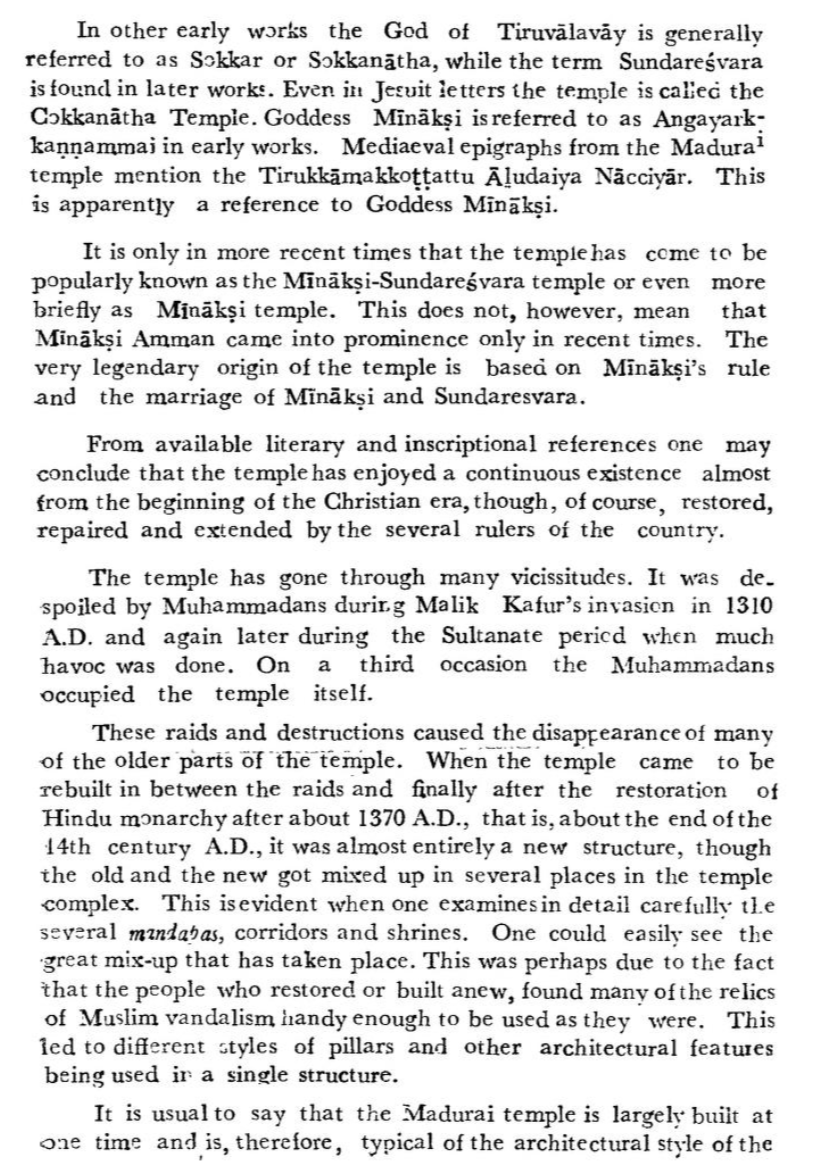 In other early works the God of Tiruvālavāy is generally
referred to as Sokkar or Sokkanātha, while the term Sundareśvara
is found in later works. Even in Jesuit letters the temple is called the
Cokkanātha Temple. Goddess Mīnākṣi is referred to as Angayark-
kaṇṇammai in early works. Mediaeval epigraphs from the Madurai
temple mention the Tirukkāmakkoṭṭattu Āḷudaiya Nācciyār. This
is apparently a reference to Goddess Mīnākṣi.
It is only in more recent times that the temple has come to be
popularly known as the Mīnākṣi-Sundareśvara temple or even more
briefly as Mīnākṣi temple. This does not, however, mean that
Mīnākṣi Amman came into prominence only in recent times. The
very legendary origin of the temple is based on Mīnākṣi's rule
and the marriage of Mīnākṣi and Sundaresvara.
From available literary and inscriptional references one may
conclude that the temple has enjoyed a continuous existence almost
from the beginning of the Christian era, though, of course, restored,
repaired and extended by the several rulers of the country.
The temple has gone through many vicissitudes. It was de-
spoiled by Muhammadans during Malik Kafur's invasion in 1310
A.D. and again later during the Sultanate period when much
havoc was done. On a third occasion the Muhammadans
occupied the temple itself.
These raids and destructions caused the disappearance of many
of the older parts of the temple. When the temple came to be
rebuilt in between the raids and finally after the restoration of
Hindu monarchy after about 1370 A.D., that is, about the end of the
14th century A.D., it was almost entirely a new structure, though
the old and the new got mixed up in several places in the temple
complex. This is evident when one examines in detail carefully the
several mandapas, corridors and shrines. One could easily see the
great mix-up that has taken place. This was perhaps due to the fact
that the people who restored or built anew, found many of the relics
of Muslim vandalism handy enough to be used as they were. This
led to different styles of pillars and other architectural features
being used in a single structure.
It is usual to say that the Madurai temple is largely built at
one time and is, therefore, typical of the architectural style of the